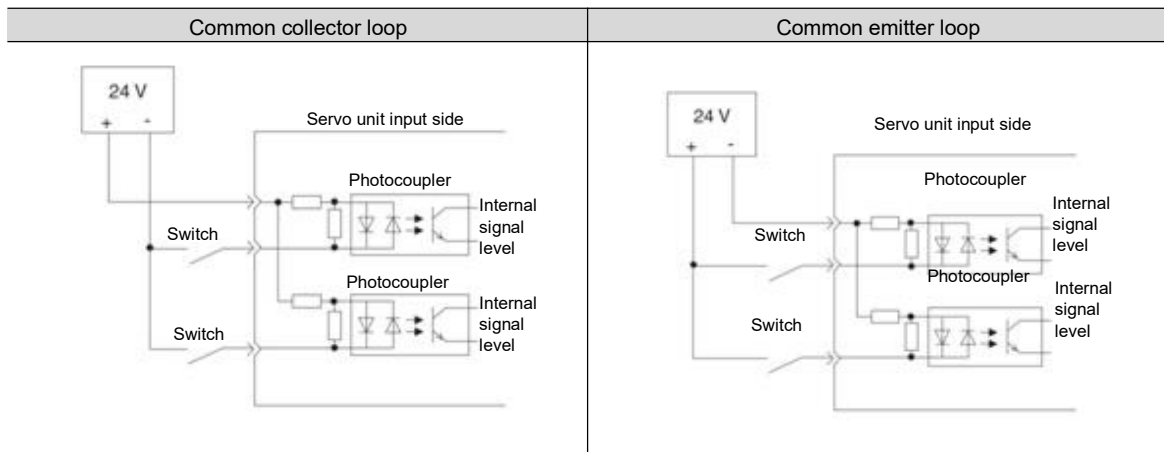 Common collector loop
Common emitter loop
24 V
+ -
Servo unit input side
Photocoupler
Internal
signal
level
Switch
Photocoupler
Internal
signal
level
Switch
24 V
+ -
Servo unit input side
Photocoupler
Internal
signal
level
Switch
Photocoupler
Internal
signal
level
Switch